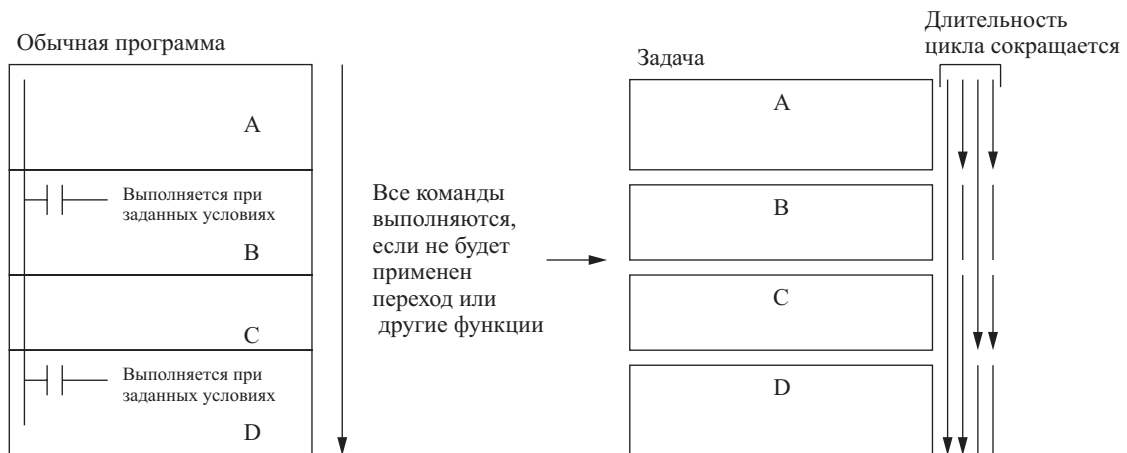 Обычная программа
A
Выполняется при
заданных условиях
B
C
Выполняется при
заданных условиях
D
Все команды
выполняются,
если не будет
применен
переход или
другие функции
Задача
Длительность
цикла сокращается
A
B
C
D